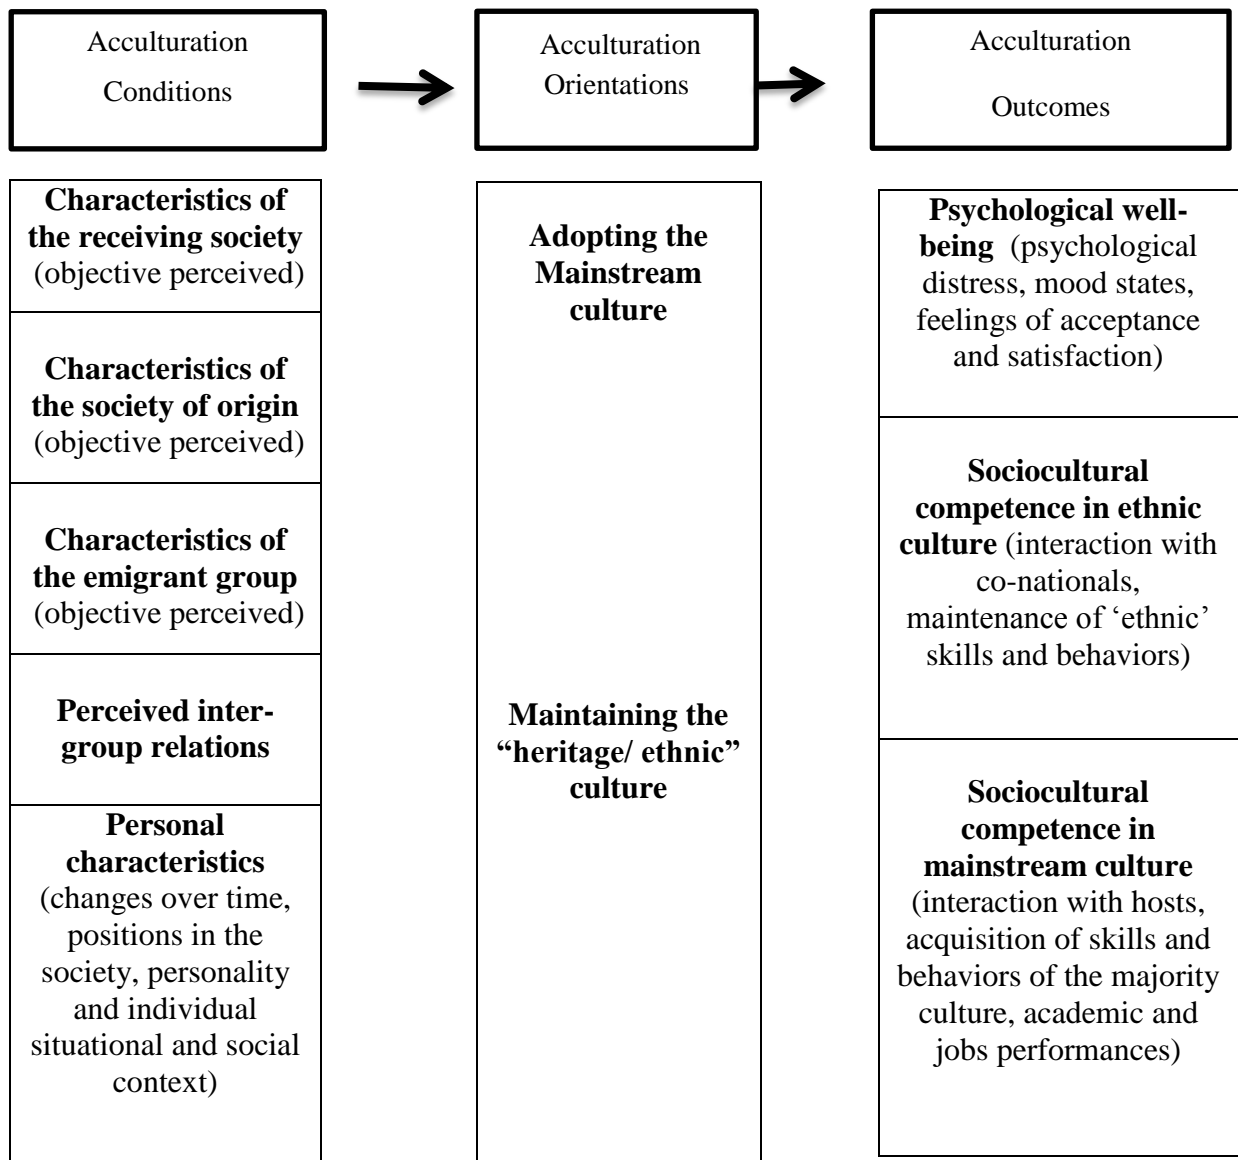 Acculturation
Conditions
Acculturation
Orientations
Acculturation
Outcomes
Characteristics of
the receiving society
(objective perceived)
Characteristics of
the society of origin
(objective perceived)
Characteristics of
the emigrant group
(objective perceived)
Perceived inter-
group relations
Personal
characteristics
(changes over time,
positions in the
society, personality
and individual
situational and social
context)
Adopting the
Mainstream
culture
Maintaining the
“heritage/ ethnic”
culture
Psychological well-
being (psychological
distress, mood states,
feelings of acceptance
and satisfaction)
Sociocultural
competence in ethnic
culture (interaction with
co-nationals,
maintenance of ‘ethnic’
skills and behaviors)
Sociocultural
competence in
mainstream culture
(interaction with hosts,
acquisition of skills and
behaviors of the majority
culture, academic and
jobs performances)